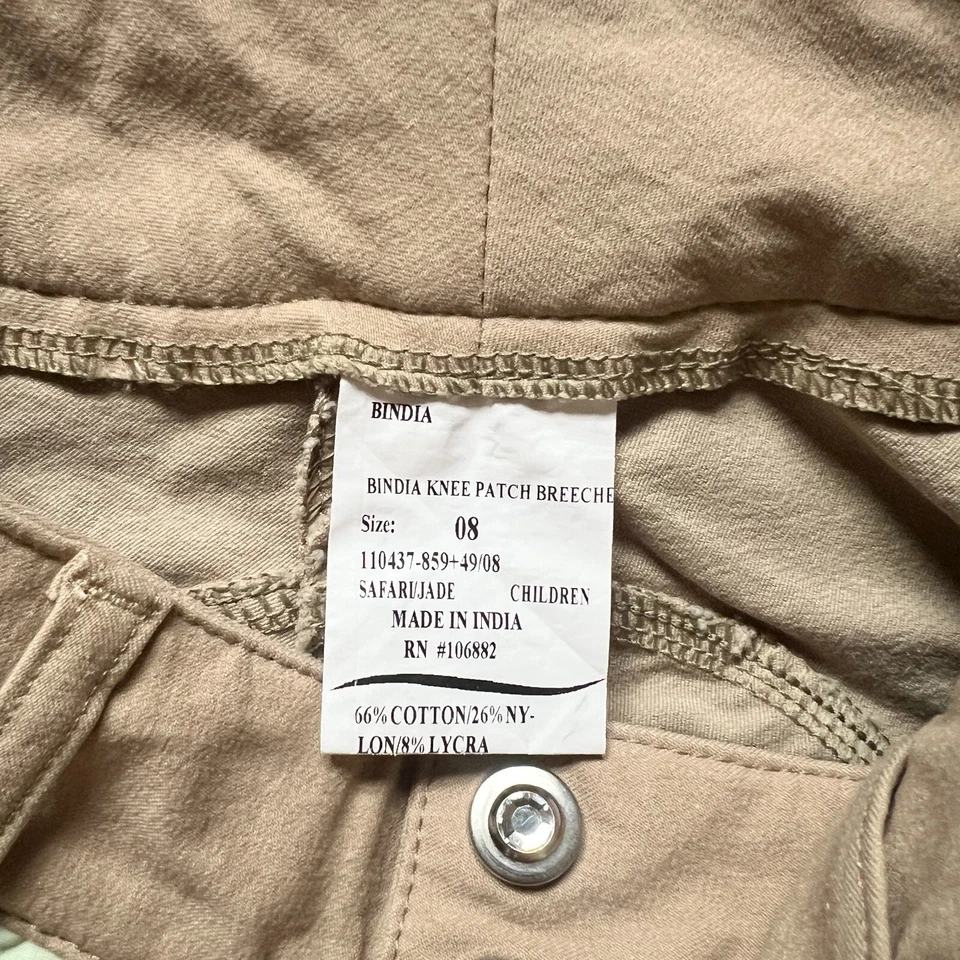 BINDIA
BINDIA KNEE PATCH BREECHE
Size: 08
110437-859+49/08
SAFARI/JADE CHILDREN
MADE IN INDIA
RN #106882
66% COTTON/26% NY-
LON/8% LYCRA